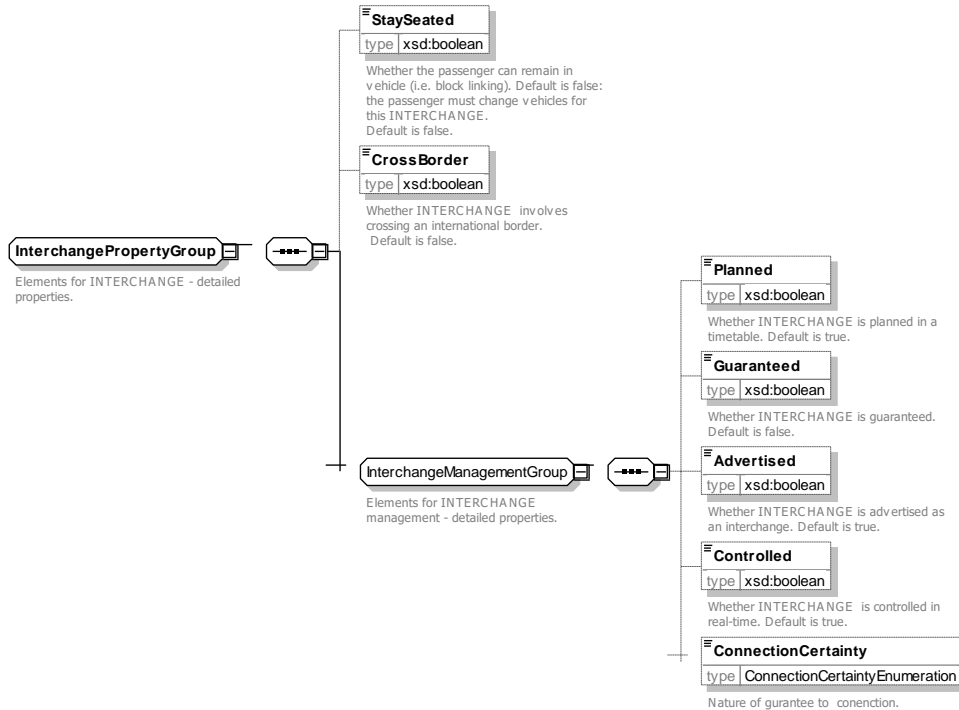 StaySeated
type xsd:boolean
Whether the passenger can remain in
vehicle (i.e. block linking). Default is false:
the passenger must change vehicles for
this INTERCHANGE.
Default is false.
CrossBorder
type xsd:boolean
Whether INTERCHANGE involves
crossing an international border.
Default is false.
InterchangePropertyGroup
Elements for INTERCHANGE - detailed
properties.
Planned
type xsd:boolean
Whether INTERCHANGE is planned in a
timetable. Default is true.
Guaranteed
type xsd:boolean
Whether INTERCHANGE is guaranteed.
Default is false.
InterchangeManagementGroup
Elements for INTERCHANGE
management - detailed properties.
Advertised
type xsd:boolean
Whether INTERCHANGE is advertised as
an interchange. Default is true.
Controlled
type xsd:boolean
Whether INTERCHANGE is controlled in
real-time. Default is true.
ConnectionCertainty
type ConnectionCertaintyEnumeration
Nature of gurantee to conenction.